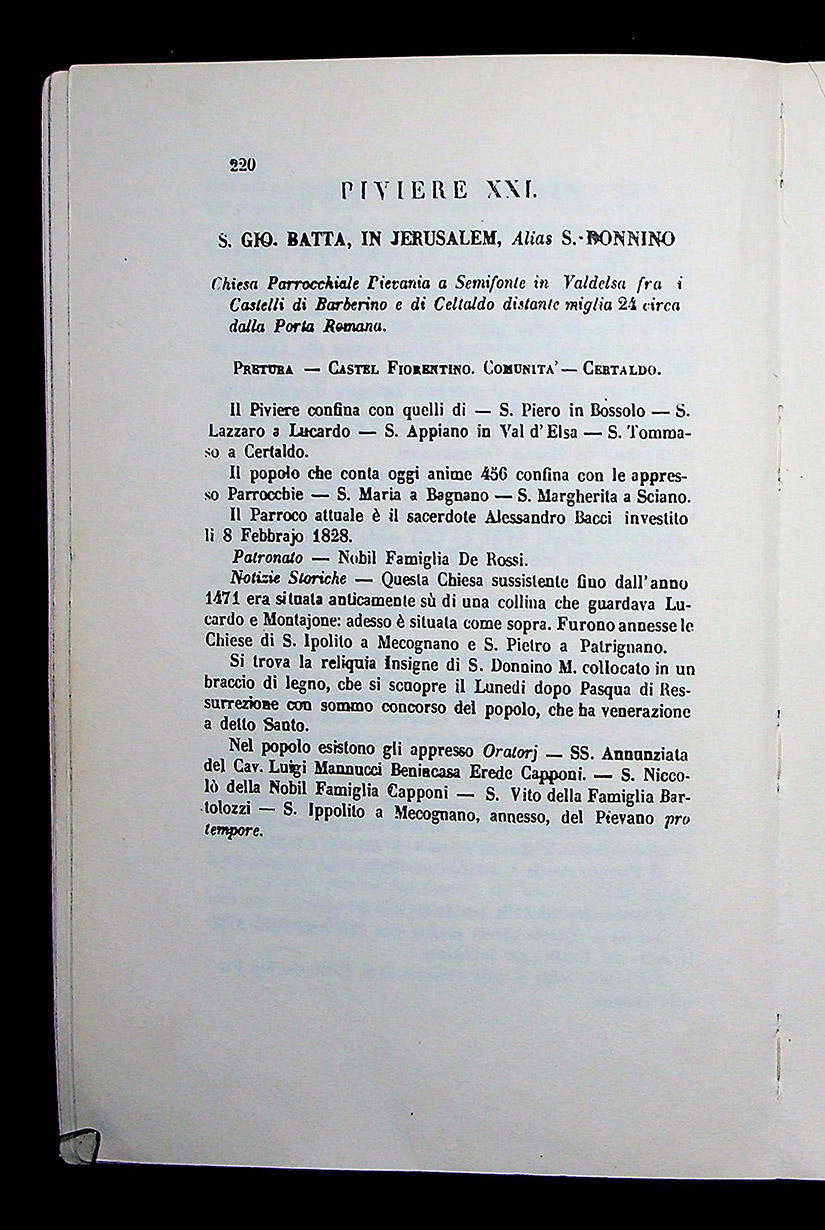 220
PIVIERE XXI.
S. GIO. BATTA, IN JERUSALEM, Alias S. DONNINO
Chiesa Parrocchiale Pievania a Semifonte in Valdelsa fra i
Castelli di Barberino e di Celtaldo distante miglia 24 circa
dalla Porta Romana.
PRETURA — CASTEL FIORENTINO. COMUNITA' — CERTALDO.
Il Piviere confina con quelli di — S. Piero in Bossolo — S.
Lazzaro a Lucardo — S. Appiano in Val d' Elsa — S. Tomma-
so a Certaldo.
Il popolo che conta oggi anime 456 confina con le appres-
so Parrocchie — S. Maria a Bagnano — S. Margherita a Sciano.
Il Parroco attuale è il sacerdote Alessandro Bacci investito
li 8 Febbrajo 1828.
Patronato — Nobil Famiglia De Rossi.
Notizie Storiche — Questa Chiesa sussistente fino dall' anno
1471 era situata anticamente sù di una collina che guardava Lu-
cardo e Montajone: adesso è situata come sopra. Furono annesse le
Chiese di S. Ipolito a Mecognano e S. Pietro a Patrignano.
Si trova la reliquia Insigne di S. Donnino M. collocato in un
braccio di legno, che si scuopre il Lunedì dopo Pasqua di Res-
surrezione con sommo concorso del popolo, che ha venerazione
a detto Santo.
Nel popolo esistono gli appresso Oratorj — SS. Annunziata
del Cav. Luigi Mannucci Beniacasa Erede Capponi. — S. Nicco-
lò della Nobil Famiglia Capponi — S. Vito della Famiglia Bar-
tolozzi — S. Ippolito a Mecognano, annesso, del Pievano pro
tempore.